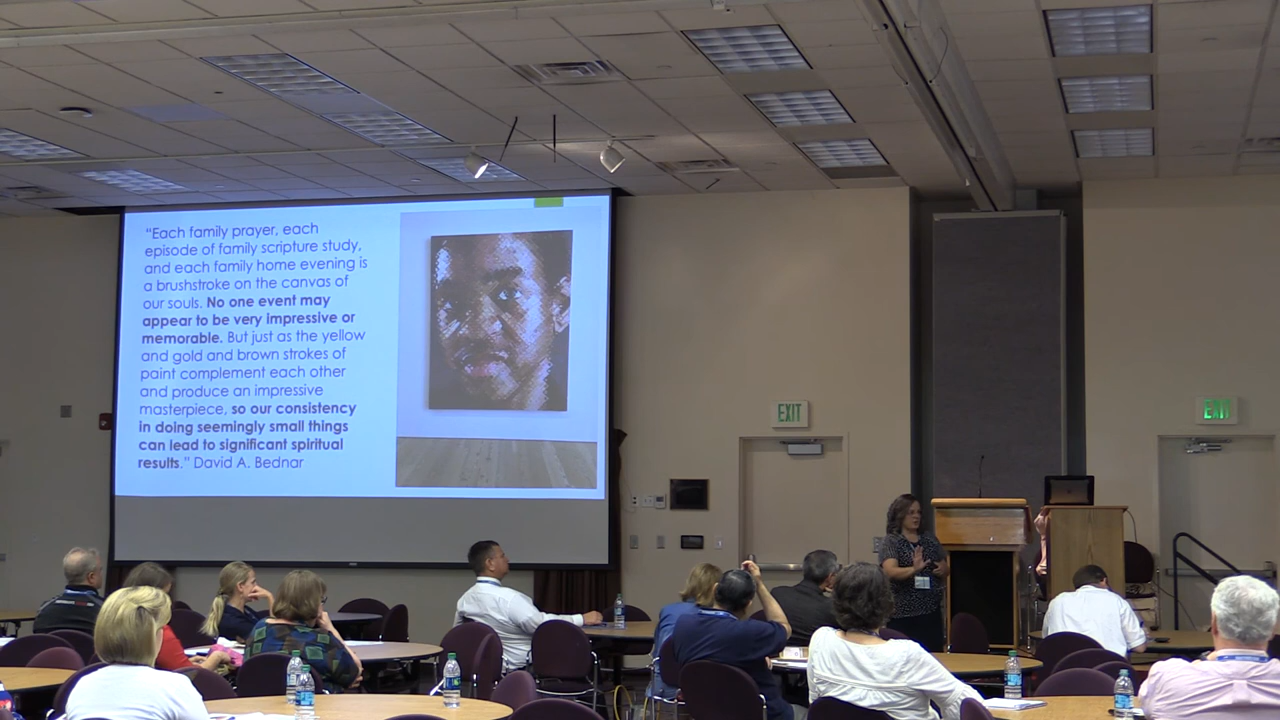 “Each family prayer, each
episode of family scripture study,
and each family home evening is
a brushstroke on the canvas of
our souls. No one event may
appear to be very impressive or
memorable. But just as the yellow
and gold and brown strokes of
paint complement each other
and produce an impressive
masterpiece, so our consistency
in doing seemingly small things
can lead to significant spiritual
results.” David A. Bednar
EXIT
EXIT